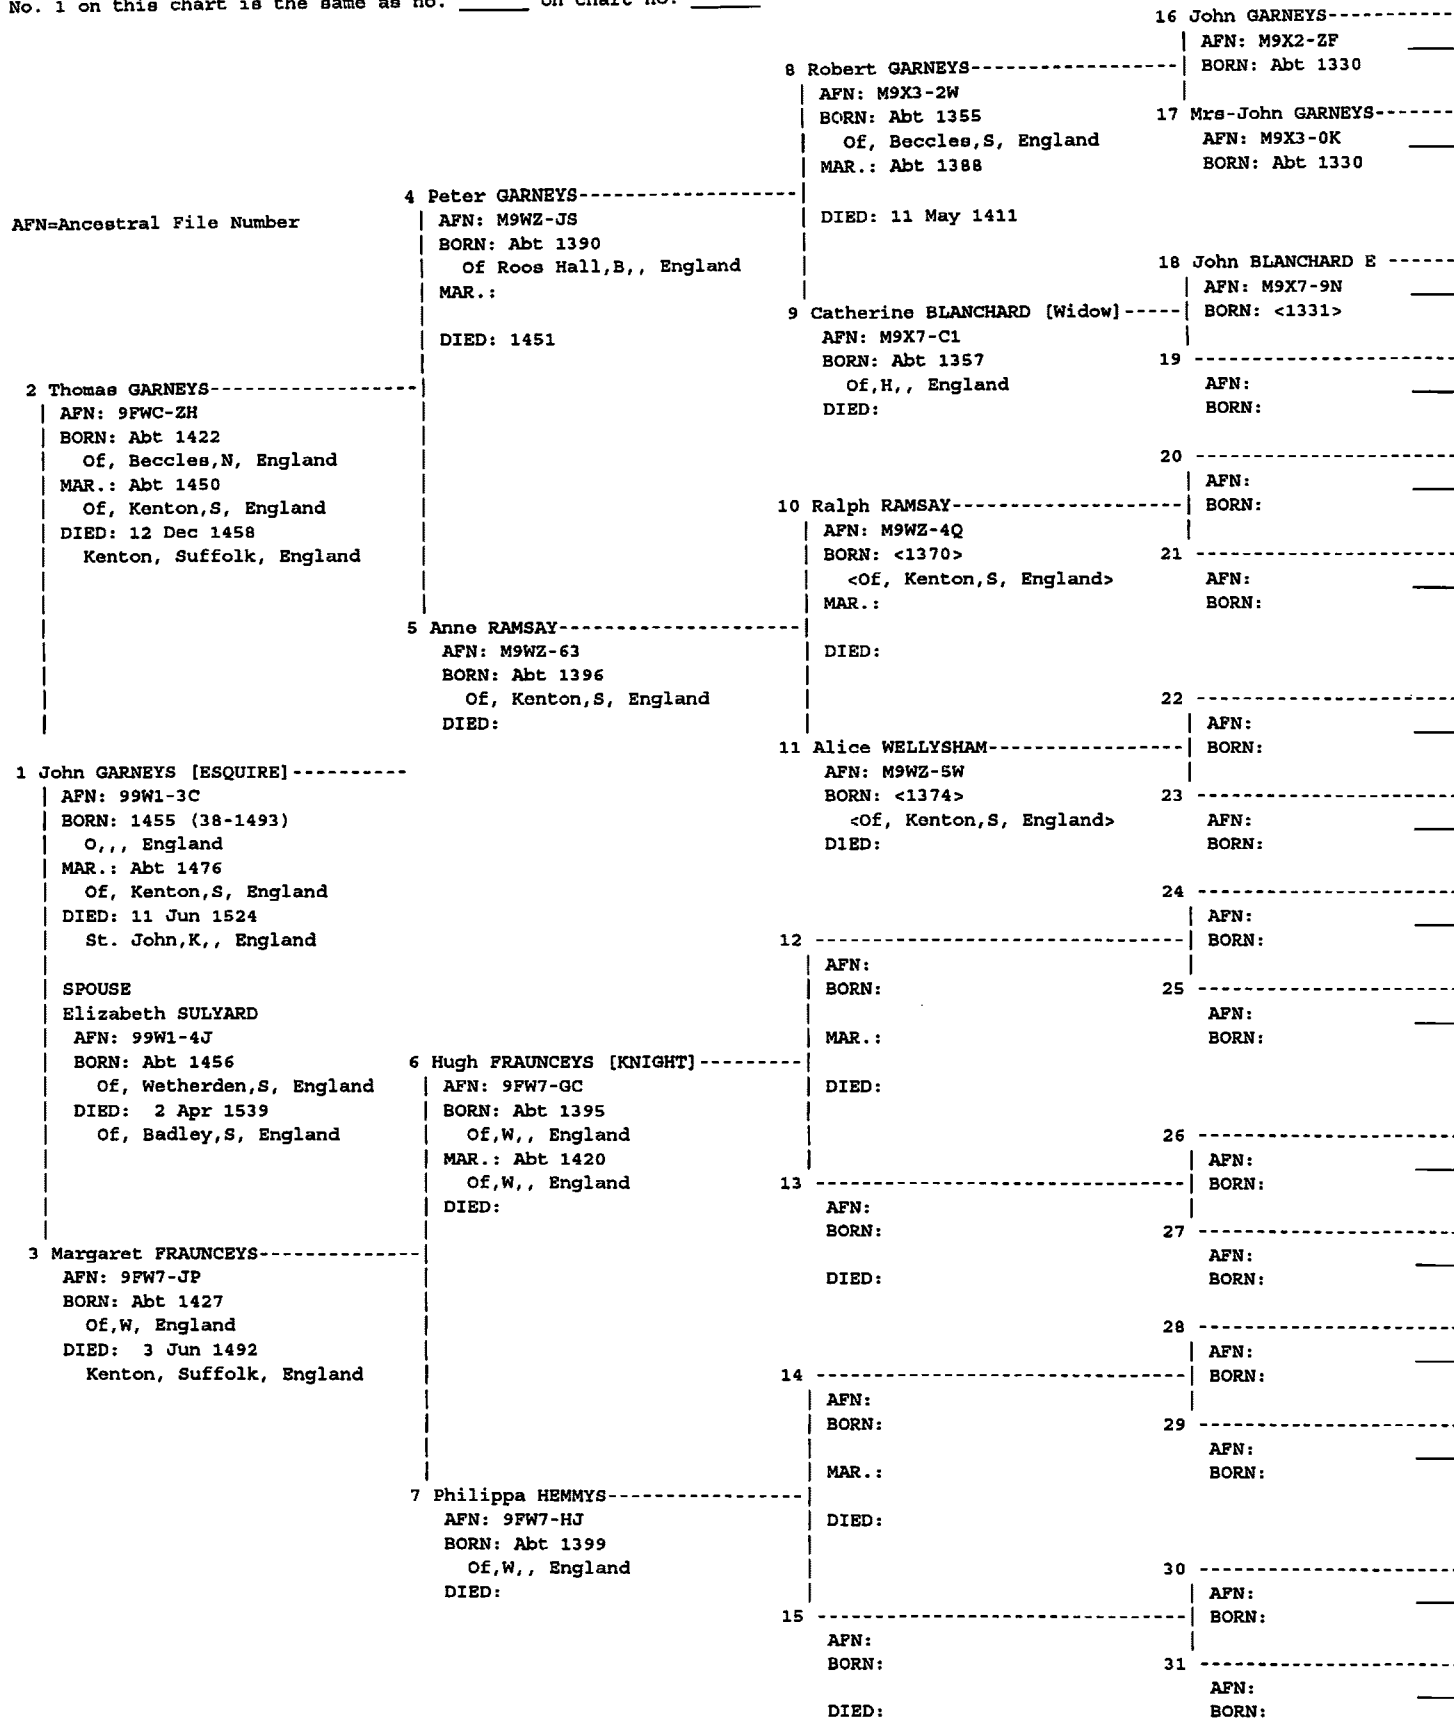 No. 1 on this chart is the same as no. ______ on chart no. ______
AFN=Ancestral File Number
2 Thomas GARNEYS-----------------
AFN: 9FWC-ZH
BORN: Abt 1422
Of, Beccles,N, England
MAR.: Abt 1450
Of, Kenton,S, England
DIED: 12 Dec 1458
Kenton, Suffolk, England
1 John GARNEYS [ESQUIRE]----------
AFN: 99W1-3C
BORN: 1455 (38-1493)
O,,, England
MAR.: Abt 1476
Of, Kenton,S, England
DIED: 11 Jun 1524
St. John,K,, England
SPOUSE
Elizabeth SULYARD
AFN: 99W1-4J
BORN: Abt 1456
Of, Wetherden,S, England
DIED: 2 Apr 1539
Of, Badley,S, England
3 Margaret FRAUNCEYS-------------
AFN: 9FW7-JP
BORN: Abt 1427
Of,W, England
DIED: 3 Jun 1492
Kenton, Suffolk, England
4 Peter GARNEYS------------------
AFN: M9WZ-JS
BORN: Abt 1390
Of Roos Hall,B,, England
MAR.:
DIED: 1451
5 Anne RAMSAY--------------------
AFN: M9WZ-63
BORN: Abt 1396
Of, Kenton,S, England
DIED:
6 Hugh FRAUNCEYS [KNIGHT]---------
AFN: 9FW7-GC
BORN: Abt 1395
Of,W,, England
MAR.: Abt 1420
Of,W,, England
DIED:
7 Philippa HEMMYS----------------
AFN: 9FW7-HJ
BORN: Abt 1399
Of,W,, England
DIED:
8 Robert GARNEYS-----------------
AFN: M9X3-2W
BORN: Abt 1355
Of, Beccles,S, England
MAR.: Abt 1388
DIED: 11 May 1411
9 Catherine BLANCHARD [Widow]-----
AFN: M9X7-C1
BORN: Abt 1357
Of,H,, England
DIED:
10 Ralph RAMSAY-------------------
AFN: M9WZ-4Q
BORN: <1370>
<Of, Kenton,S, England>
MAR.:
DIED:
11 Alice WELLYSHAM----------------
AFN: M9WZ-5W
BORN: <1374>
<Of, Kenton,S, England>
DIED:
12 -------------------------------
AFN:
BORN:
MAR.:
DIED:
13 -------------------------------
AFN:
BORN:
DIED:
14 -------------------------------
AFN:
BORN:
MAR.:
DIED:
15 -------------------------------
AFN:
BORN:
DIED:
16 John GARNEYS-----------
AFN: M9X2-ZF
BORN: Abt 1330
17 Mrs-John GARNEYS-------
AFN: M9X3-0K
BORN: Abt 1330
18 John BLANCHARD E ------
AFN: M9X7-9N
BORN: <1331>
19 ----------------------
AFN:
BORN:
20 ----------------------
AFN:
BORN:
21 ----------------------
AFN:
BORN:
22 ----------------------
AFN:
BORN:
23 ----------------------
AFN:
BORN:
24 ----------------------
AFN:
BORN:
25 ----------------------
AFN:
BORN:
26 ----------------------
AFN:
BORN:
27 ----------------------
AFN:
BORN:
28 ----------------------
AFN:
BORN:
29 ----------------------
AFN:
BORN:
30 ----------------------
AFN:
BORN:
31 ----------------------
AFN:
BORN: